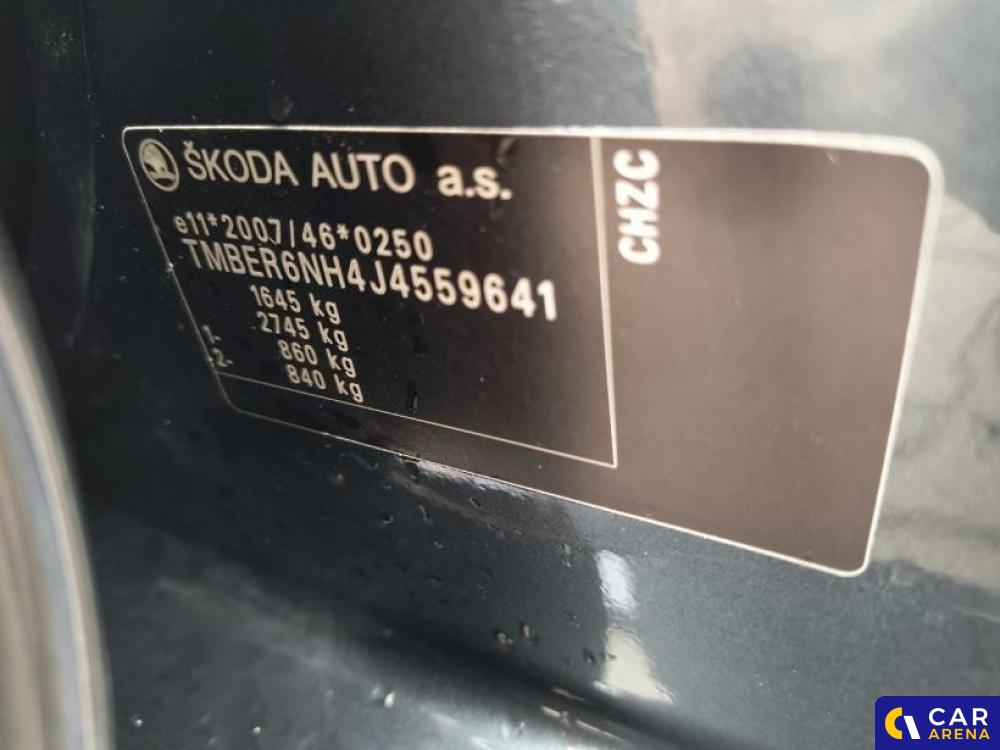 ŠKODA AUTO a.s.
e11*2007/46*0250
TMBER6NH4J4559641
1645 kg
2745 kg
1- 860 kg
2- 840 kg
CHZC
CAR
ARENA